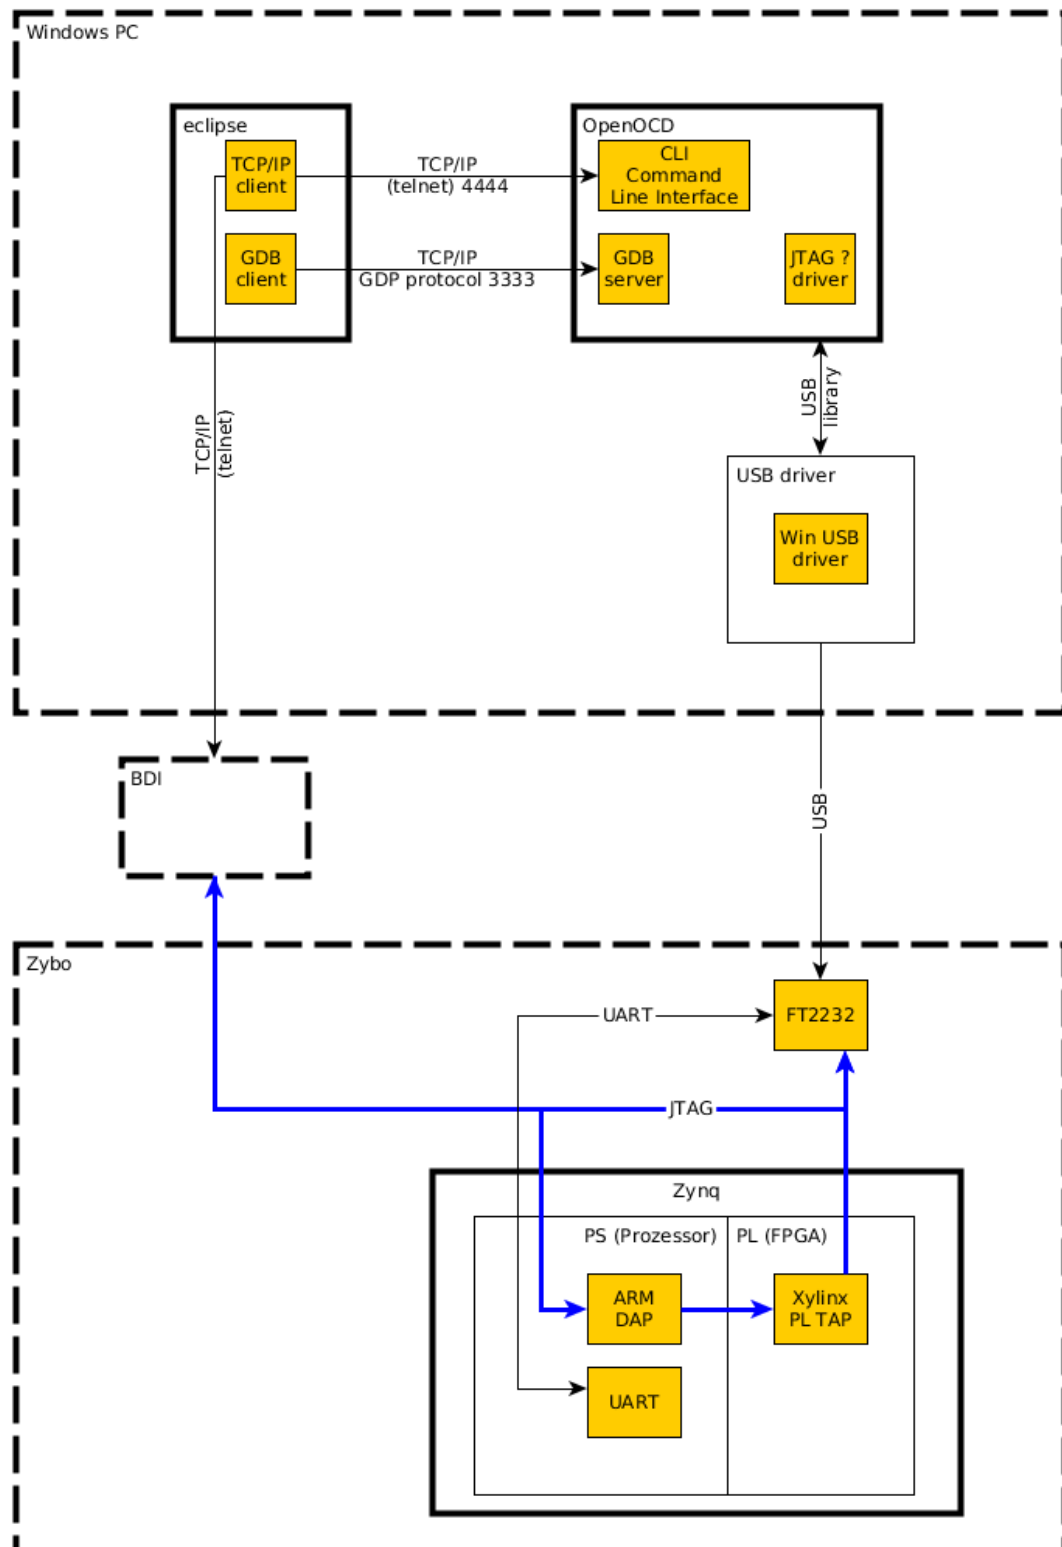 Windows PC
eclipse
OpenOCD
TCP/IP
client
TCP/IP
(telnet) 4444
CLI
Command
Line Interface
GDB
client
TCP/IP
GDP protocol 3333
GDB
server
JTAG ?
driver
USB
library
TCP/IP
(telnet)
USB driver
Win USB
driver
BDI
USB
Zybo
UART
FT2232
JTAG
Zynq
PS (Prozessor)
PL (FPGA)
ARM
DAP
Xylinx
PL TAP
UART